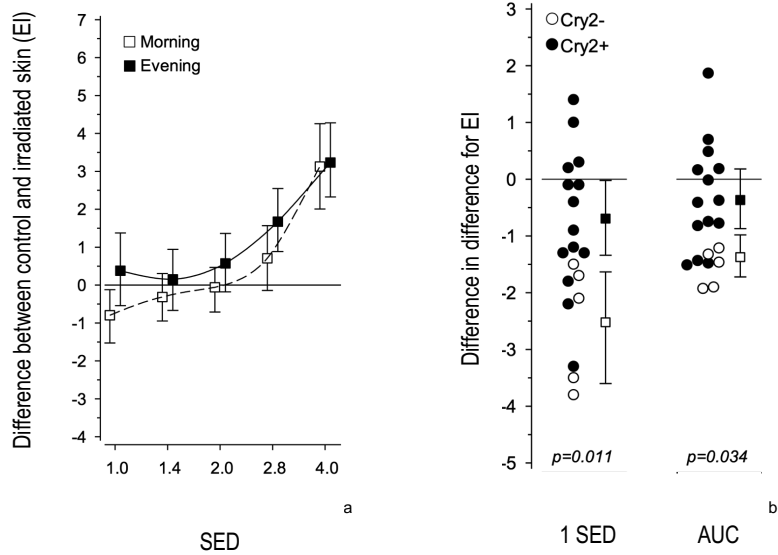 Difference between control and irradiated skin (EI)
7
6
5
4
3
2
1
0
-1
-2
-3
-4
Morning
Evening
1.0 1.4 2.0 2.8 4.0
a
SED
Difference in difference for EI
3
2
1
0
-1
-2
-3
-4
-5
Cry2-
Cry2+
p=0.011 p=0.034
b
1 SED AUC